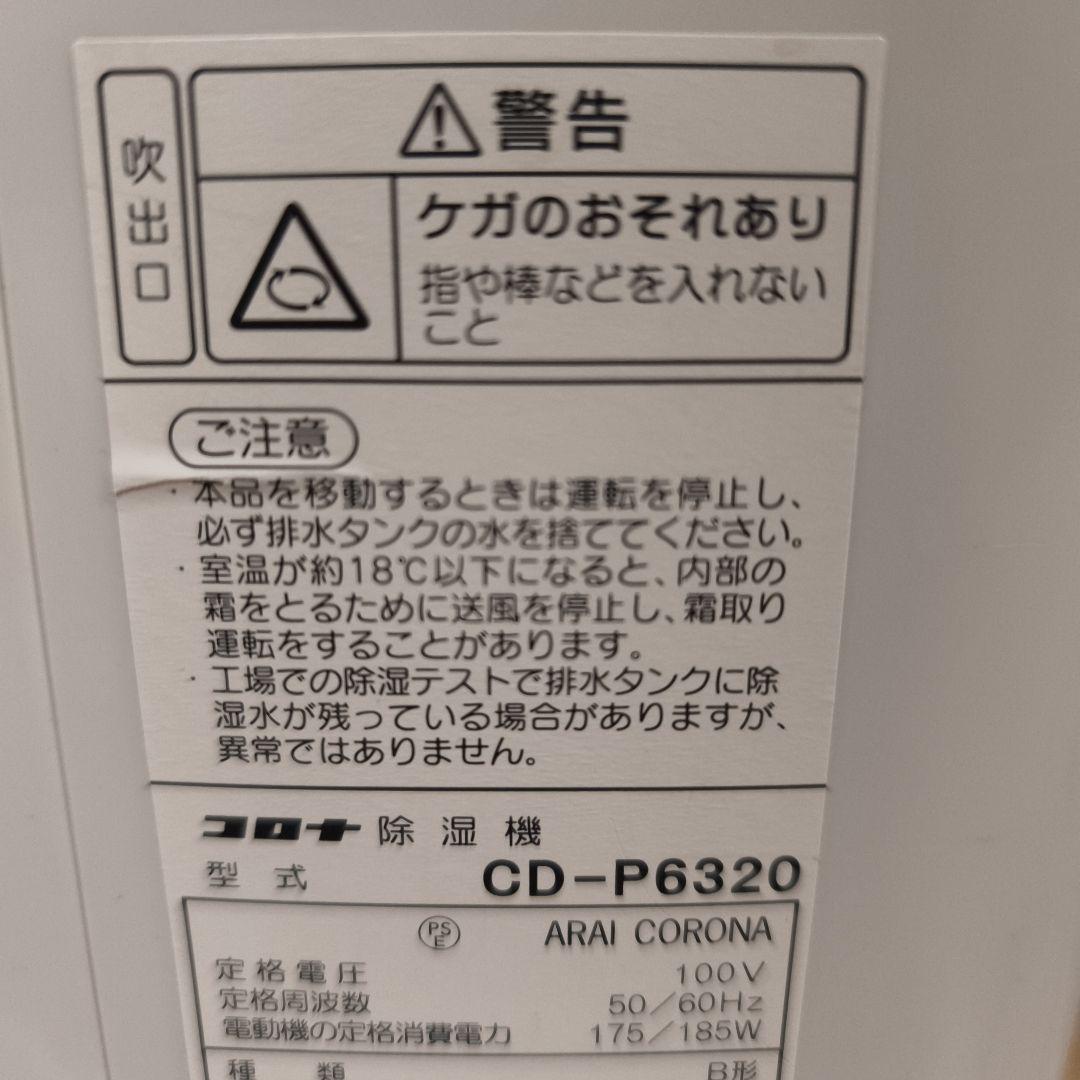 吹出口
警告
ケガのおそれあり
指や棒などを入れない
こと
ご注意
・本品を移動するときは運転を停止し、
必ず排水タンクの水を捨ててください。
・室温が約18℃以下になると、内部の
霜をとるために送風を停止し、霜取り
運転をすることがあります。
・工場での除湿テストで排水タンクに除
湿水が残っている場合がありますが、
異常ではありません。
コロナ 除湿機
型式 CD-P6320
PSE ARAI CORONA
定格電圧 100V
定格周波数 50/60Hz
電動機の定格消費電力 175/185W
種類 B形